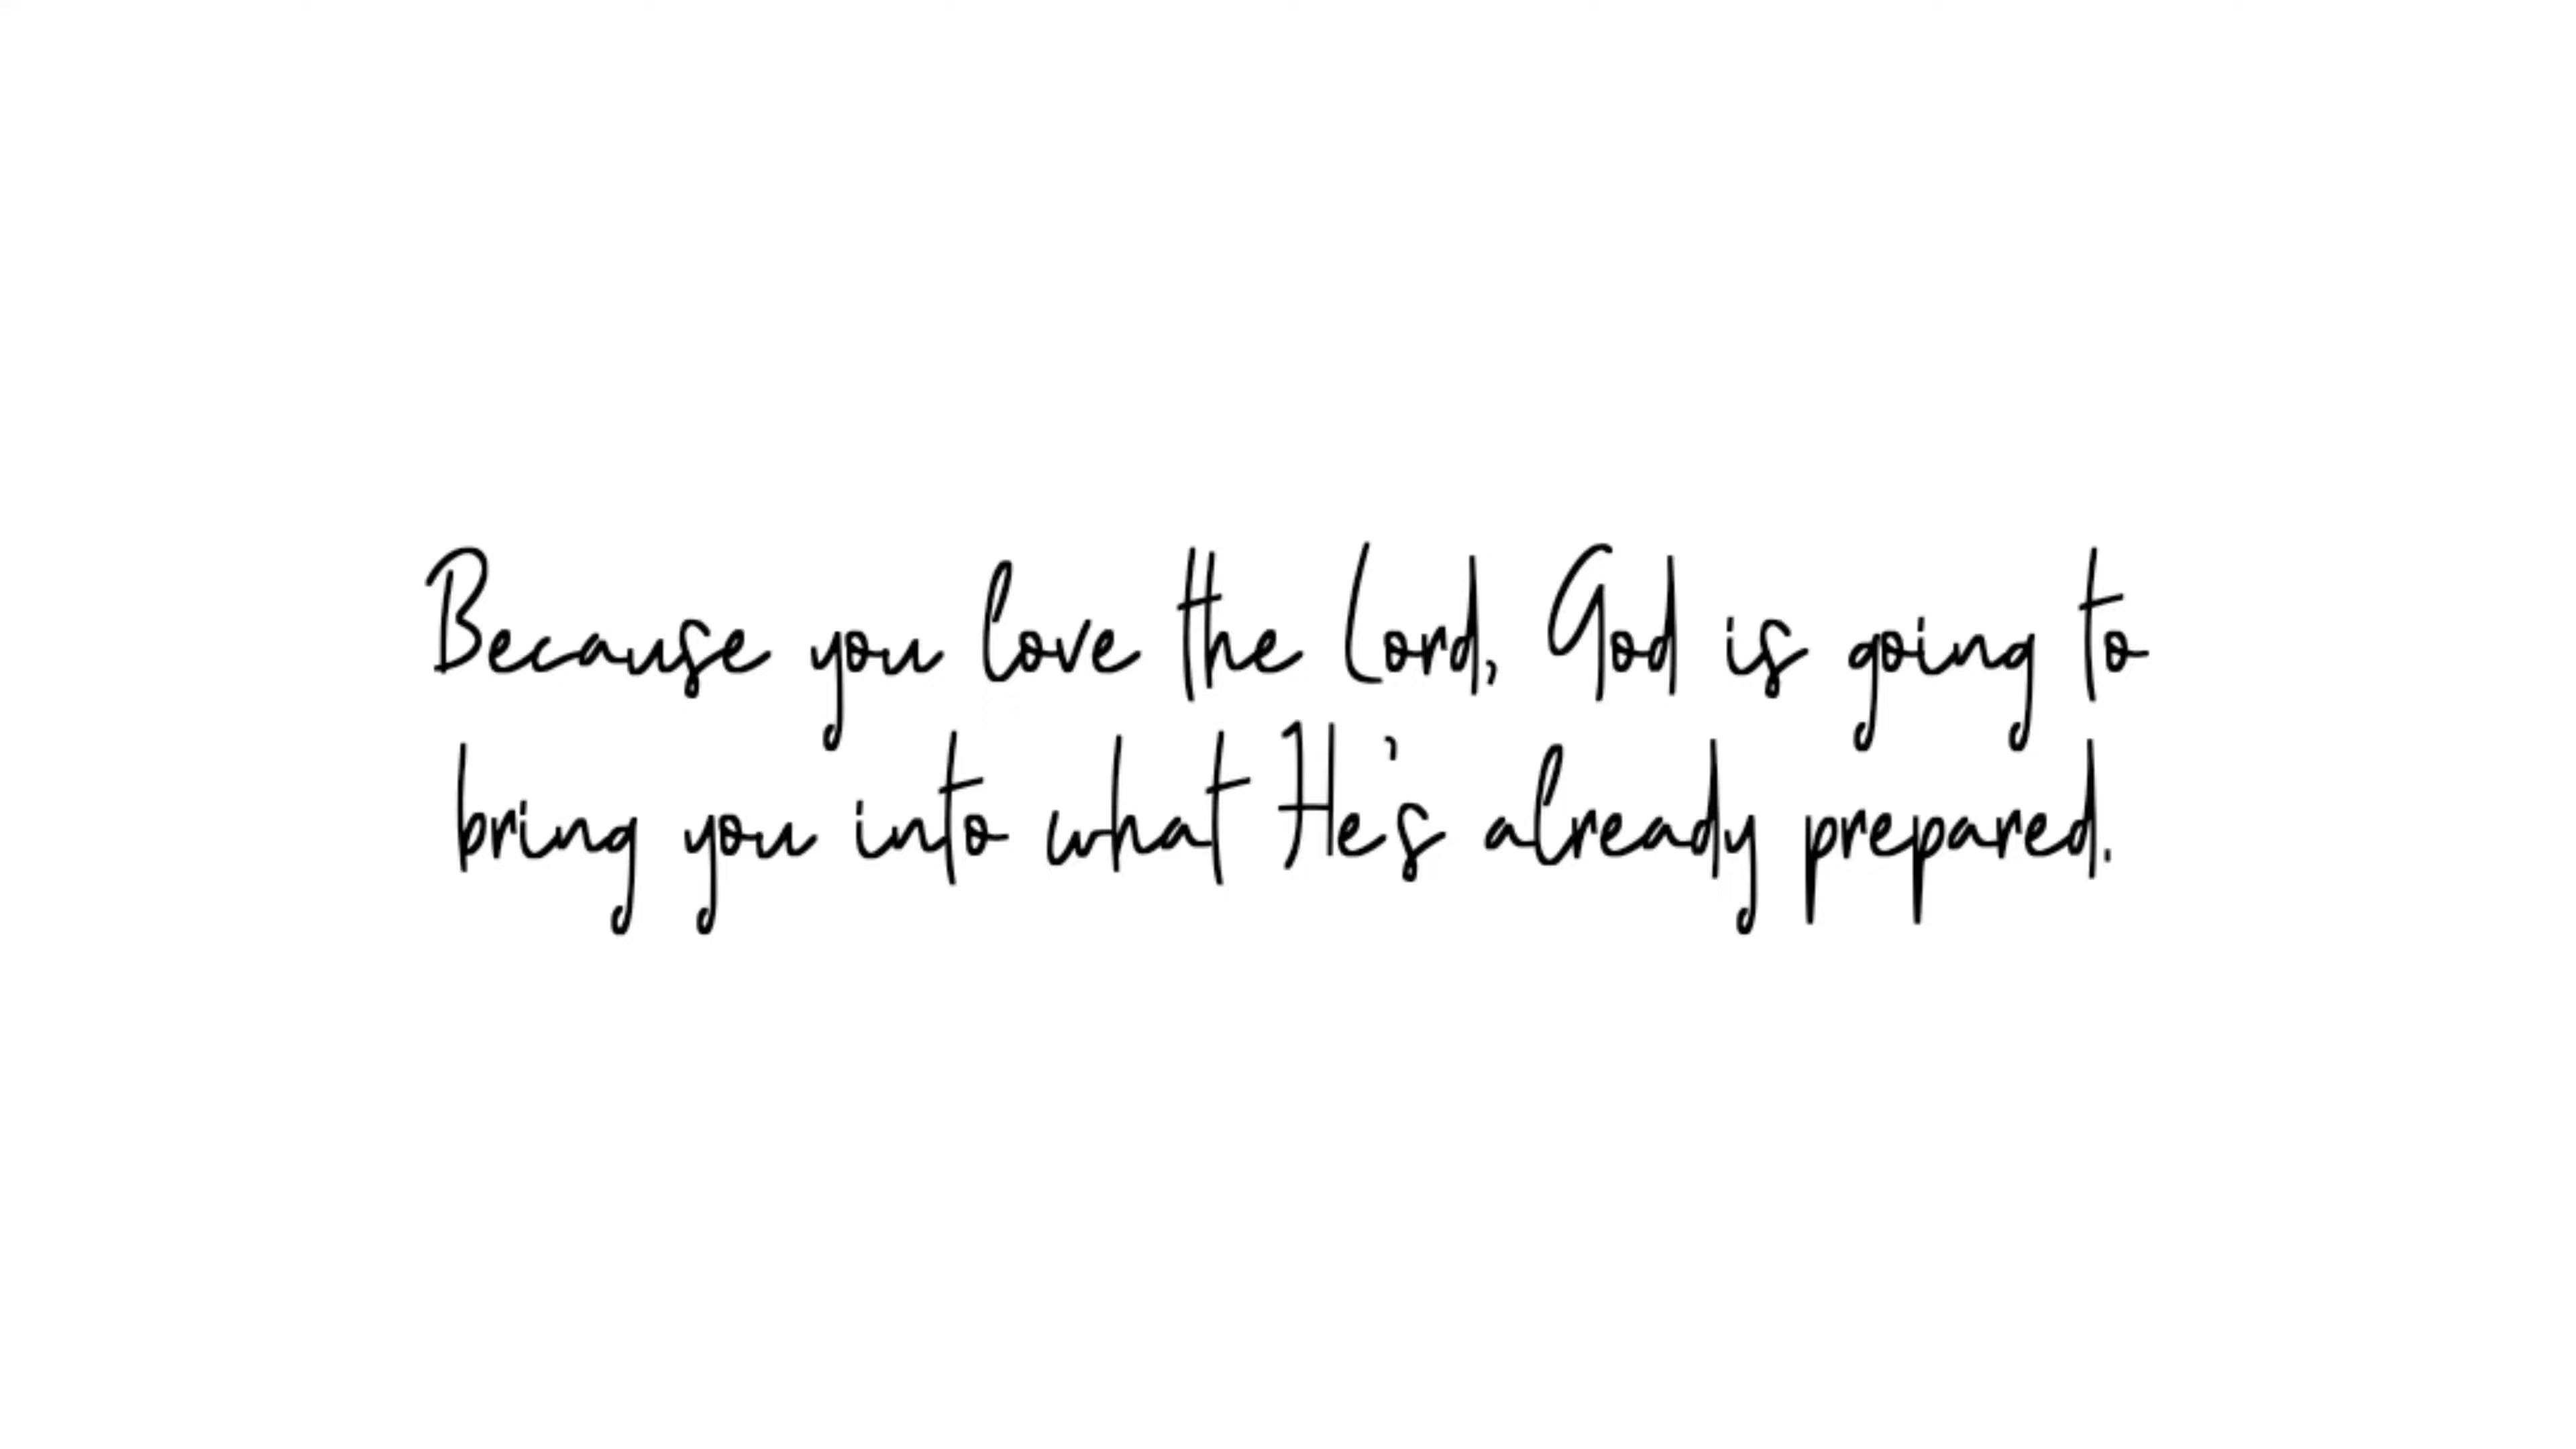 Because you love the Lord, God is going to
bring you into what He's already prepared.